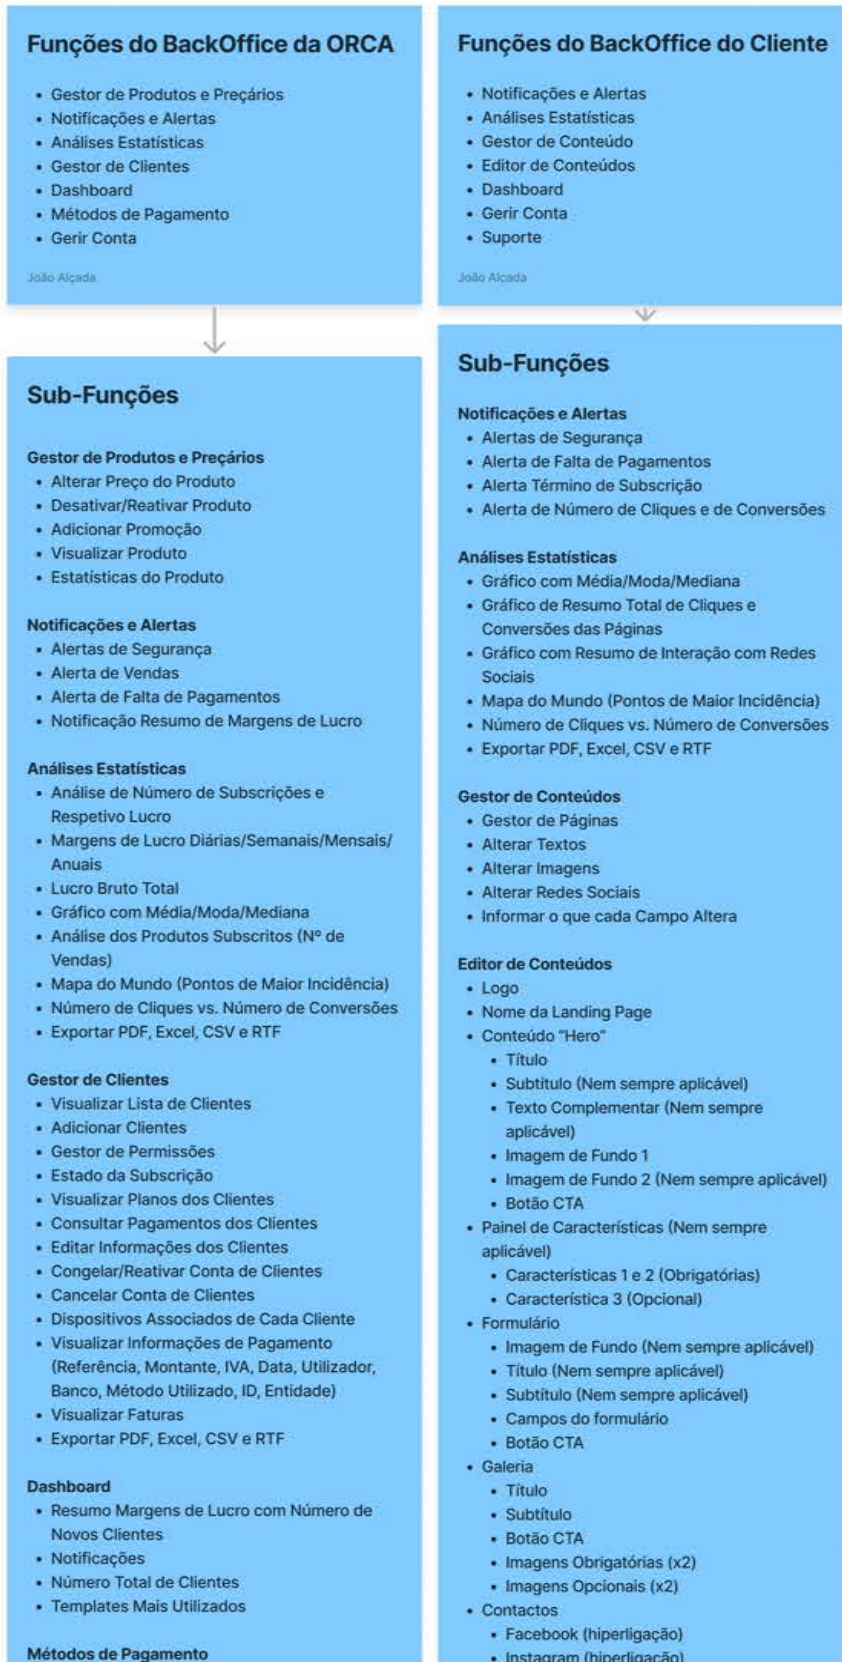 Funções do BackOffice da ORCA
• Gestor de Produtos e Preçários
• Notificações e Alertas
• Análises Estatísticas
• Gestor de Clientes
• Dashboard
• Métodos de Pagamento
• Gerir Conta
João Alçada
Sub-Funções
Gestor de Produtos e Preçários
• Alterar Preço do Produto
• Desativar/Reativar Produto
• Adicionar Promoção
• Visualizar Produto
• Estatísticas do Produto
Notificações e Alertas
• Alertas de Segurança
• Alerta de Vendas
• Alerta de Falta de Pagamentos
• Notificação Resumo de Margens de Lucro
Análises Estatísticas
• Análise de Número de Subscrições e
Respetivo Lucro
• Margens de Lucro Diárias/Semanais/Mensais/
Anuais
• Lucro Bruto Total
• Gráfico com Média/Moda/Mediana
• Análise dos Produtos Subscritos (Nº de
Vendas)
• Mapa do Mundo (Pontos de Maior Incidência)
• Número de Cliques vs. Número de Conversões
• Exportar PDF, Excel, CSV e RTF
Gestor de Clientes
• Visualizar Lista de Clientes
• Adicionar Clientes
• Gestor de Permissões
• Estado da Subscrição
• Visualizar Planos dos Clientes
• Consultar Pagamentos dos Clientes
• Editar Informações dos Clientes
• Congelar/Reativar Conta de Clientes
• Cancelar Conta de Clientes
• Dispositivos Associados de Cada Cliente
• Visualizar Informações de Pagamento
(Referência, Montante, IVA, Data, Utilizador,
Banco, Método Utilizado, ID, Entidade)
• Visualizar Faturas
• Exportar PDF, Excel, CSV e RTF
Dashboard
• Resumo Margens de Lucro com Número de
Novos Clientes
• Notificações
• Número Total de Clientes
• Templates Mais Utilizados
Métodos de Pagamento
Funções do BackOffice do Cliente
• Notificações e Alertas
• Análises Estatísticas
• Gestor de Conteúdo
• Editor de Conteúdos
• Dashboard
• Gerir Conta
• Suporte
João Alçada
Sub-Funções
Notificações e Alertas
• Alertas de Segurança
• Alerta de Falta de Pagamentos
• Alerta Término de Subscrição
• Alerta de Número de Cliques e de Conversões
Análises Estatísticas
• Gráfico com Média/Moda/Mediana
• Gráfico de Resumo Total de Cliques e
Conversões das Páginas
• Gráfico com Resumo de Interação com Redes
Sociais
• Mapa do Mundo (Pontos de Maior Incidência)
• Número de Cliques vs. Número de Conversões
• Exportar PDF, Excel, CSV e RTF
Gestor de Conteúdos
• Gestor de Páginas
• Alterar Textos
• Alterar Imagens
• Alterar Redes Sociais
• Informar o que cada Campo Altera
Editor de Conteúdos
• Logo
• Nome da Landing Page
• Conteúdo "Hero"
• Título
• Subtítulo (Nem sempre aplicável)
• Texto Complementar (Nem sempre
aplicável)
• Imagem de Fundo 1
• Imagem de Fundo 2 (Nem sempre aplicável)
• Botão CTA
• Painel de Características (Nem sempre
aplicável)
• Características 1 e 2 (Obrigatórias)
• Característica 3 (Opcional)
• Formulário
• Imagem de Fundo (Nem sempre aplicável)
• Título (Nem sempre aplicável)
• Subtítulo (Nem sempre aplicável)
• Campos do formulário
• Botão CTA
• Galeria
• Título
• Subtítulo
• Botão CTA
• Imagens Obrigatórias (x2)
• Imagens Opcionais (x2)
• Contactos
• Facebook (hiperligação)
• Instagram (hiperligação)